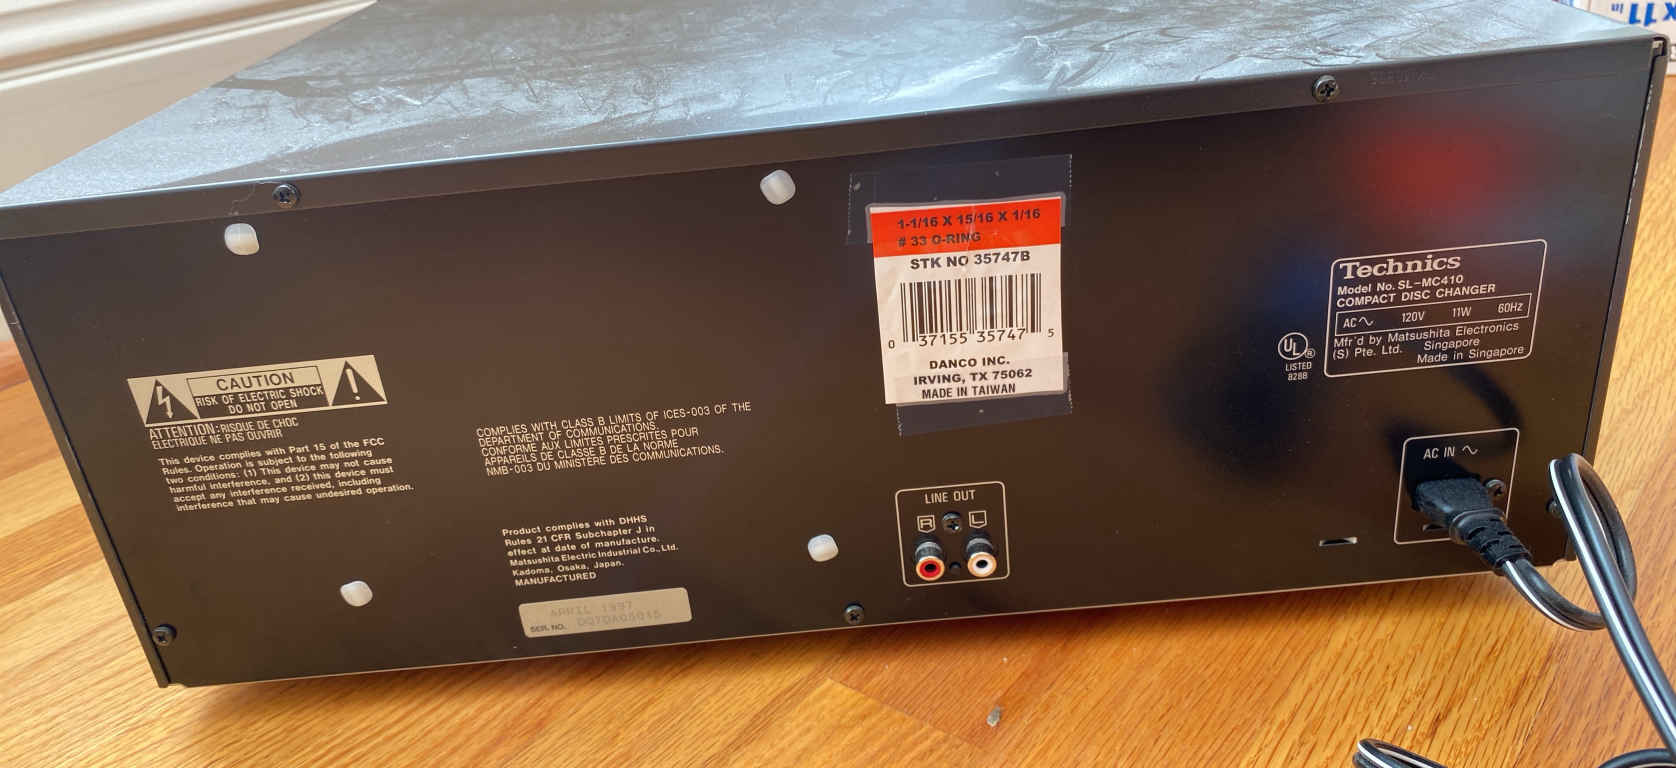 x 11 in
1-1/16 X 15/16 X 1/16
# 33 O-RING
STK NO 35747B
0 37155 35747 5
DANCO INC.
IRVING, TX 75062
MADE IN TAIWAN
Technics
Model No. SL-MC410
COMPACT DISC CHANGER
AC 120V 11W 60Hz
Mfr'd by Matsushita Electronics
(S) Pte. Ltd. Singapore
Made in Singapore
UL ®
LISTED
828B
CAUTION
RISK OF ELECTRIC SHOCK
DO NOT OPEN
ATTENTION: RISQUE DE CHOC
ELECTRIQUE NE PAS OUVRIR
This device complies with Part 15 of the FCC
Rules. Operation is subject to the following
two conditions: (1) This device may not cause
harmful interference, and (2) this device must
accept any interference received, including
interference that may cause undesired operation.
COMPLIES WITH CLASS B LIMITS OF ICES-003 OF THE
DEPARTMENT OF COMMUNICATIONS.
CONFORME AUX LIMITES PRESCRITES POUR
APPAREILS DE CLASSE B DE LA NORME
NMB-003 DU MINISTÈRE DES COMMUNICATIONS.
Product complies with DHHS
Rules 21 CFR Subchapter J in
effect at date of manufacture.
Matsushita Electric Industrial Co., Ltd.
Kadoma, Osaka, Japan.
MANUFACTURED
APRIL 1997
SER. NO.
LINE OUT
R L
AC IN